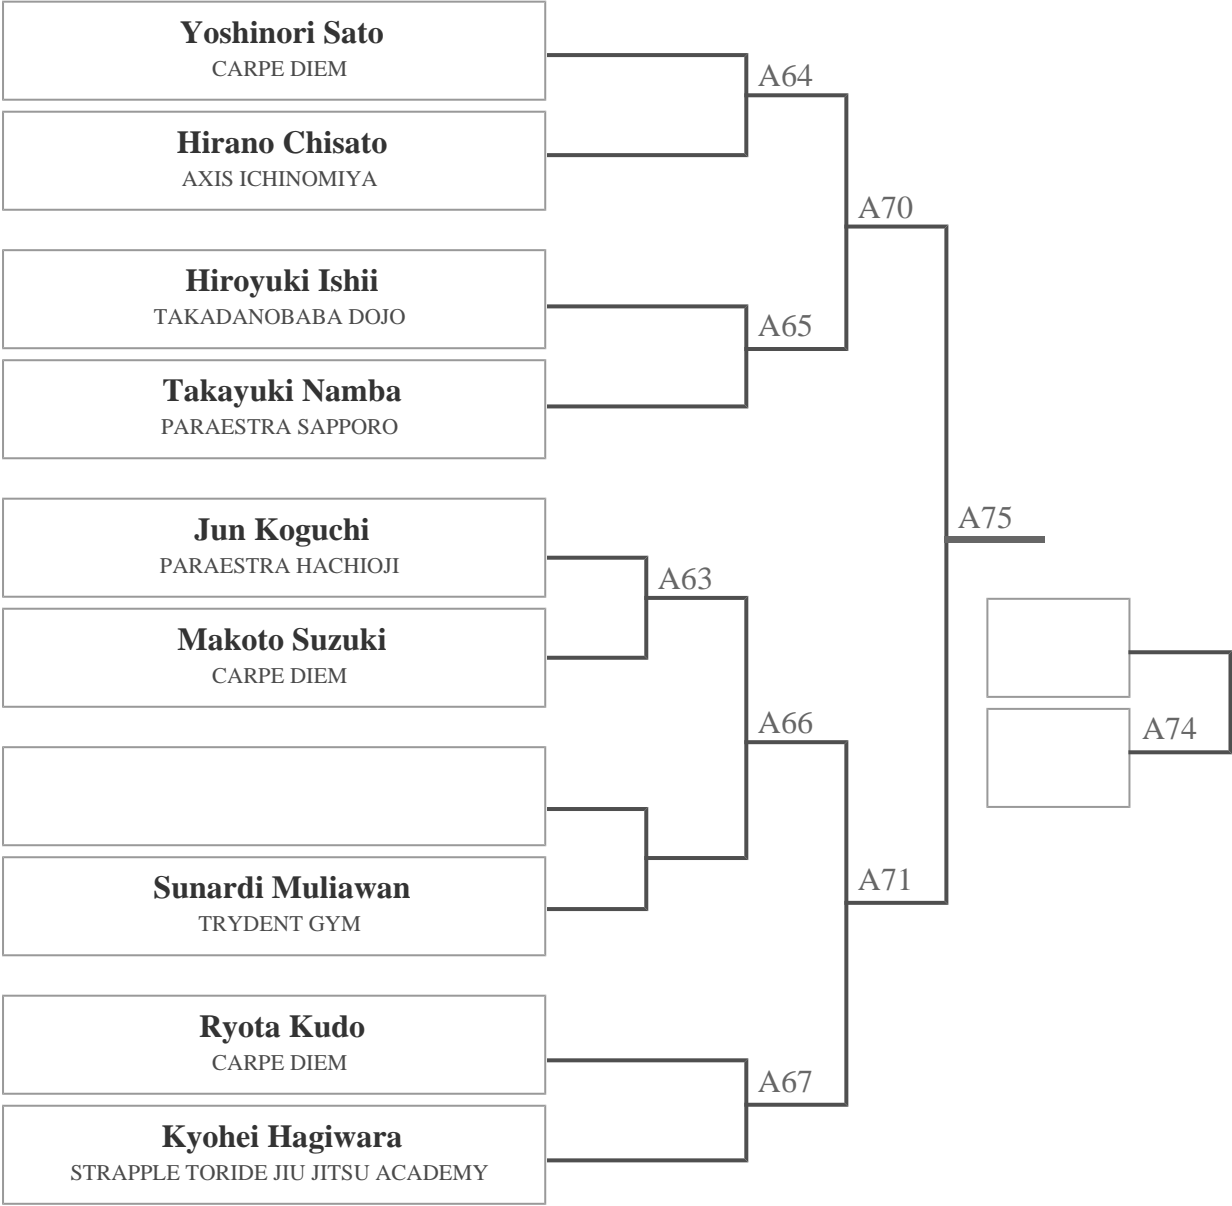 Yoshinori Sato
CARPE DIEM
A64
Hirano Chisato
AXIS ICHINOMIYA
A70
Hiroyuki Ishii
TAKADANOBABA DOJO
A65
Takayuki Namba
PARAESTRA SAPPORO
A75
Jun Koguchi
PARAESTRA HACHIOJI
A63
Makoto Suzuki
CARPE DIEM
A66
A74
Sunardi Muliawan
TRYDENT GYM
A71
Ryota Kudo
CARPE DIEM
A67
Kyohei Hagiwara
STRAPPLE TORIDE JIU JITSU ACADEMY